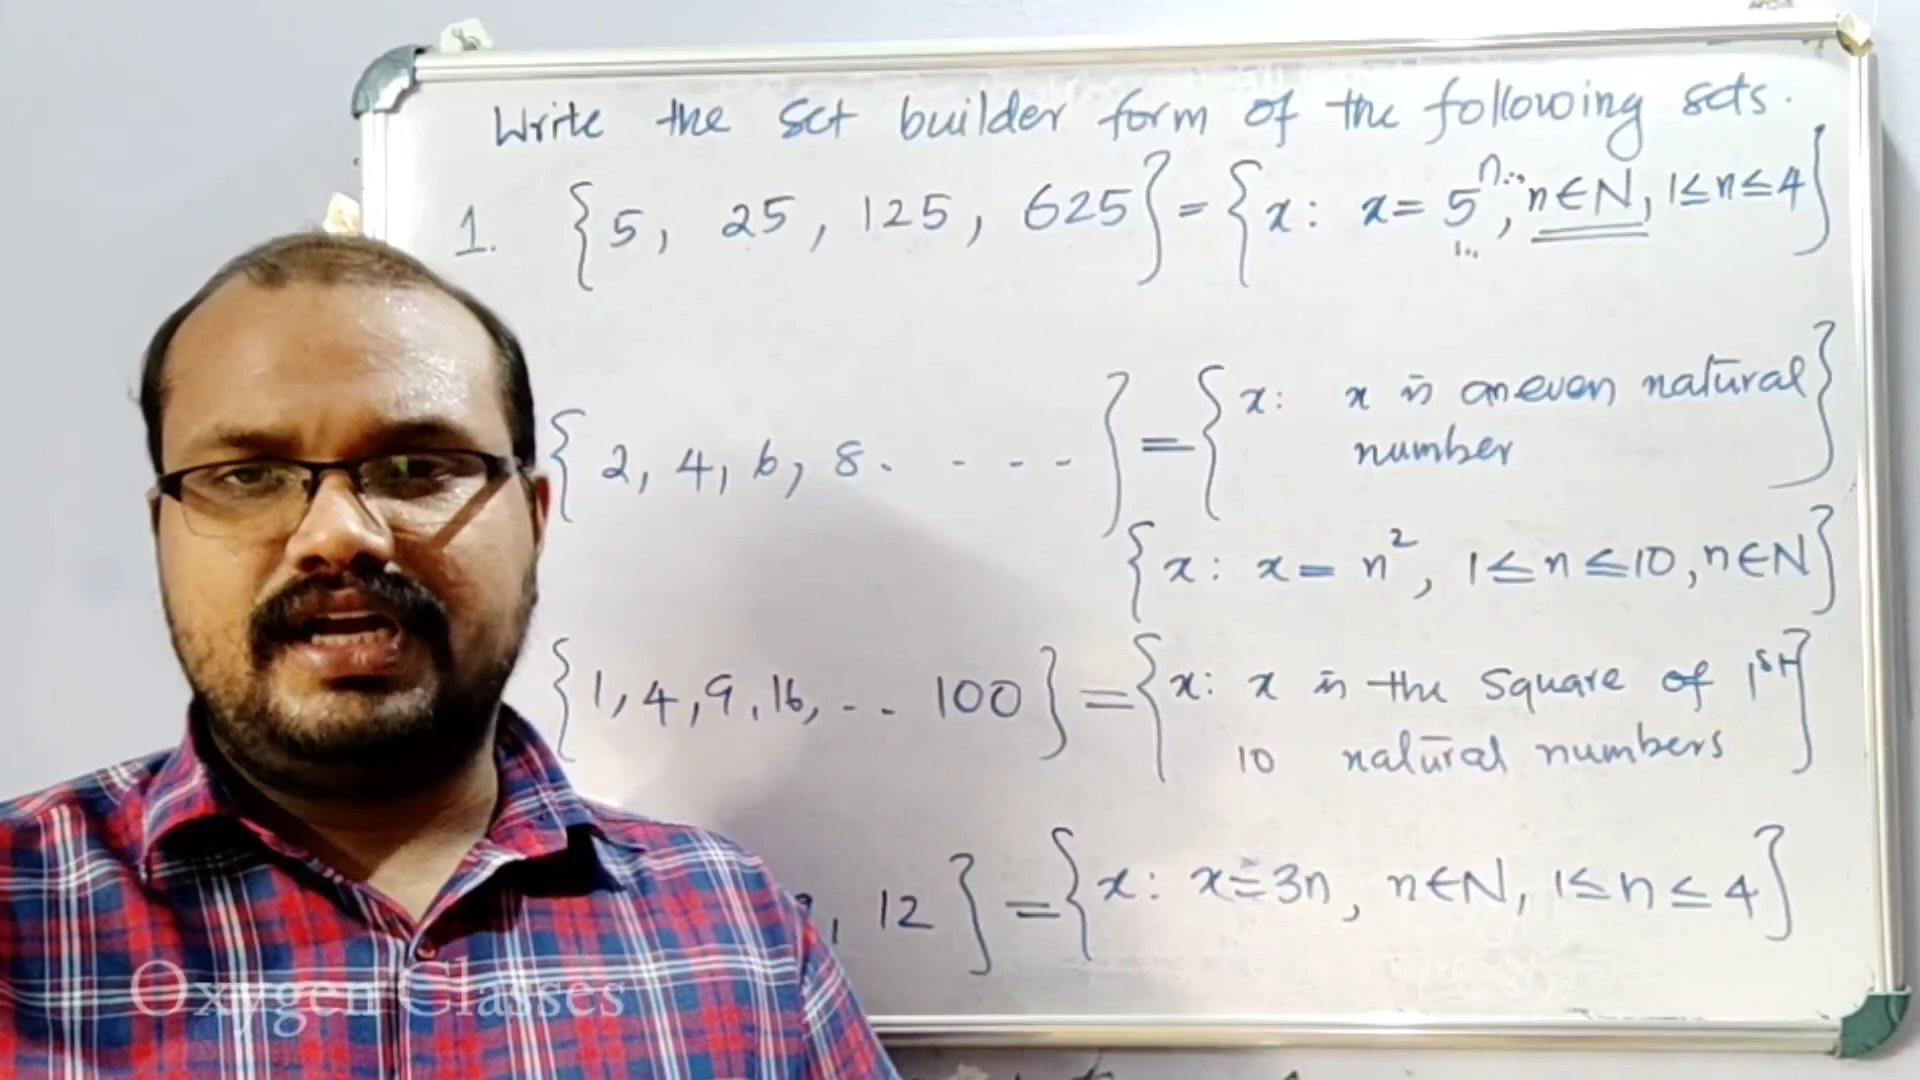 Write the set builder form of the following sets.
1. {5, 25, 125, 625} = {x: x = 5ⁿ, n∈N, 1≤n≤4}
{2, 4, 6, 8. - - - -} = {x: x is an even natural
number}
{x: x = n², 1≤n≤10, n∈N}
{1, 4, 9, 16, .. 100} = {x: x is the square of 1st
10 natural numbers}
, 12} = {x: x = 3n, n∈N, 1≤n≤4}
Oxygen Classes